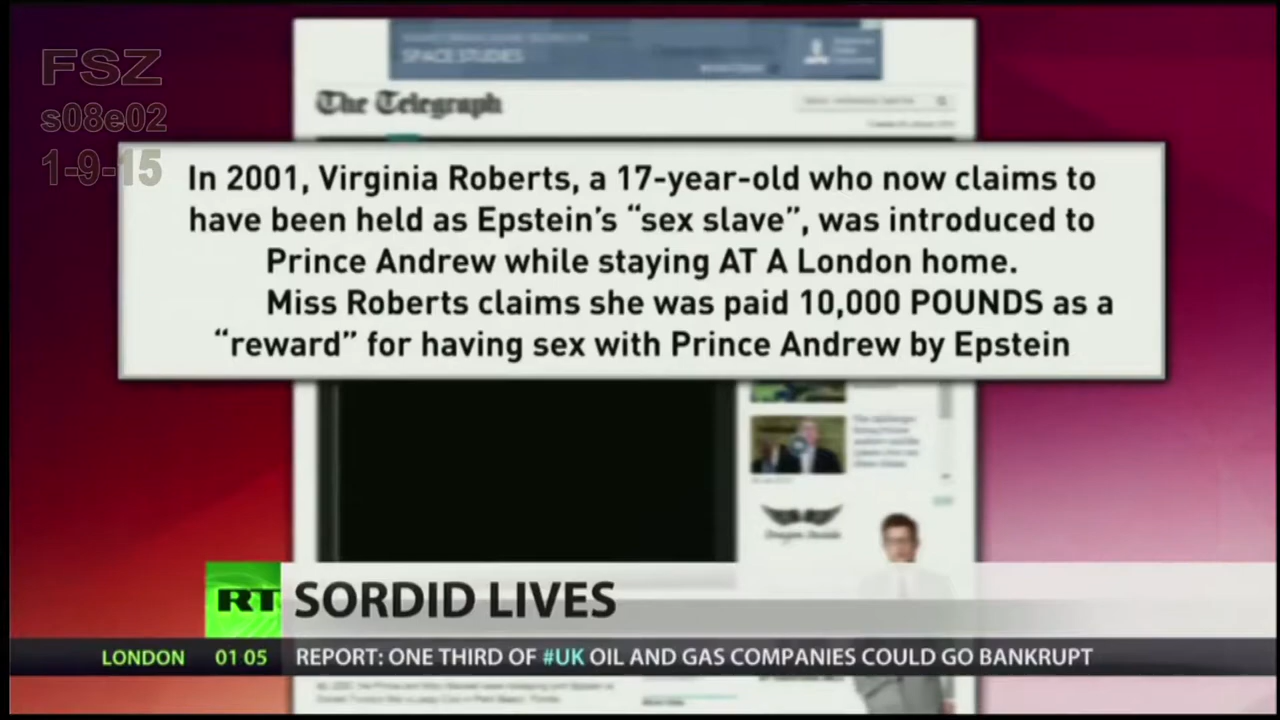 FSZ
s08e02
1-9-15
SPACE STUDIES
The Telegraph
In 2001, Virginia Roberts, a 17-year-old who now claims to
have been held as Epstein's “sex slave”, was introduced to
Prince Andrew while staying AT A London home.
Miss Roberts claims she was paid 10,000 POUNDS as a
“reward” for having sex with Prince Andrew by Epstein
RT
SORDID LIVES
LONDON 01 05 REPORT: ONE THIRD OF #UK OIL AND GAS COMPANIES COULD GO BANKRUPT